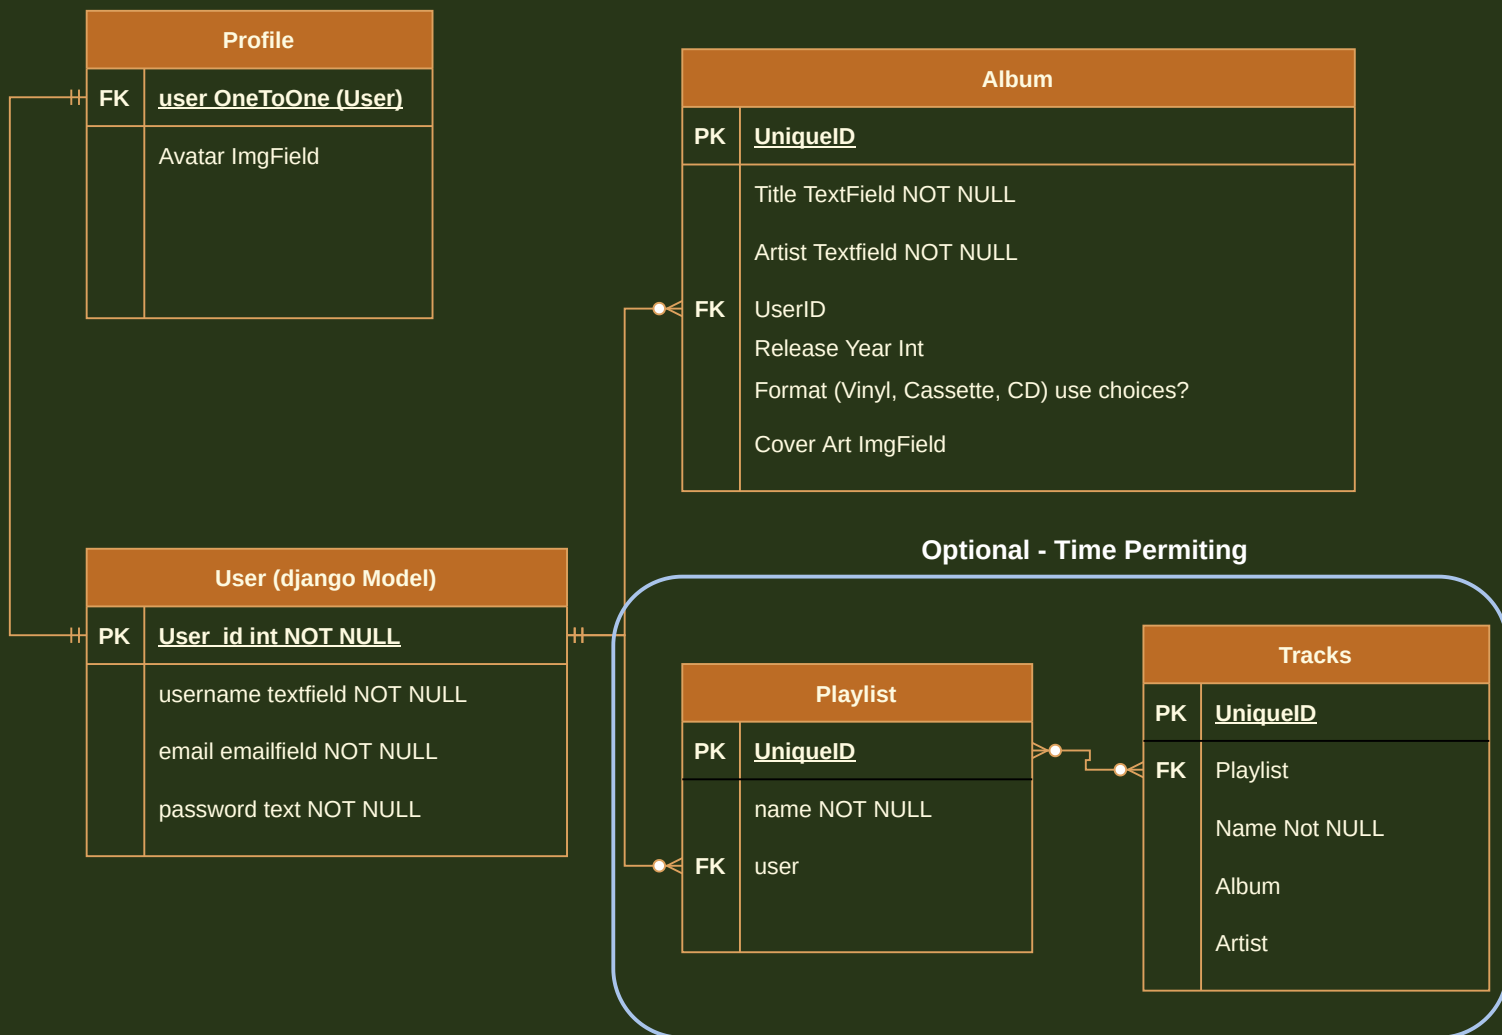 Profile
FK user OneToOne (User)
Avatar ImgField
Album
PK UniqueID
Title TextField NOT NULL
Artist Textfield NOT NULL
FK UserID
Release Year Int
Format (Vinyl, Cassette, CD) use choices?
Cover Art ImgField
User (django Model)
PK User_id int NOT NULL
username textfield NOT NULL
email emailfield NOT NULL
password text NOT NULL
Optional - Time Permiting
Playlist
PK UniqueID
name NOT NULL
FK user
Tracks
PK UniqueID
FK Playlist
Name Not NULL
Album
Artist